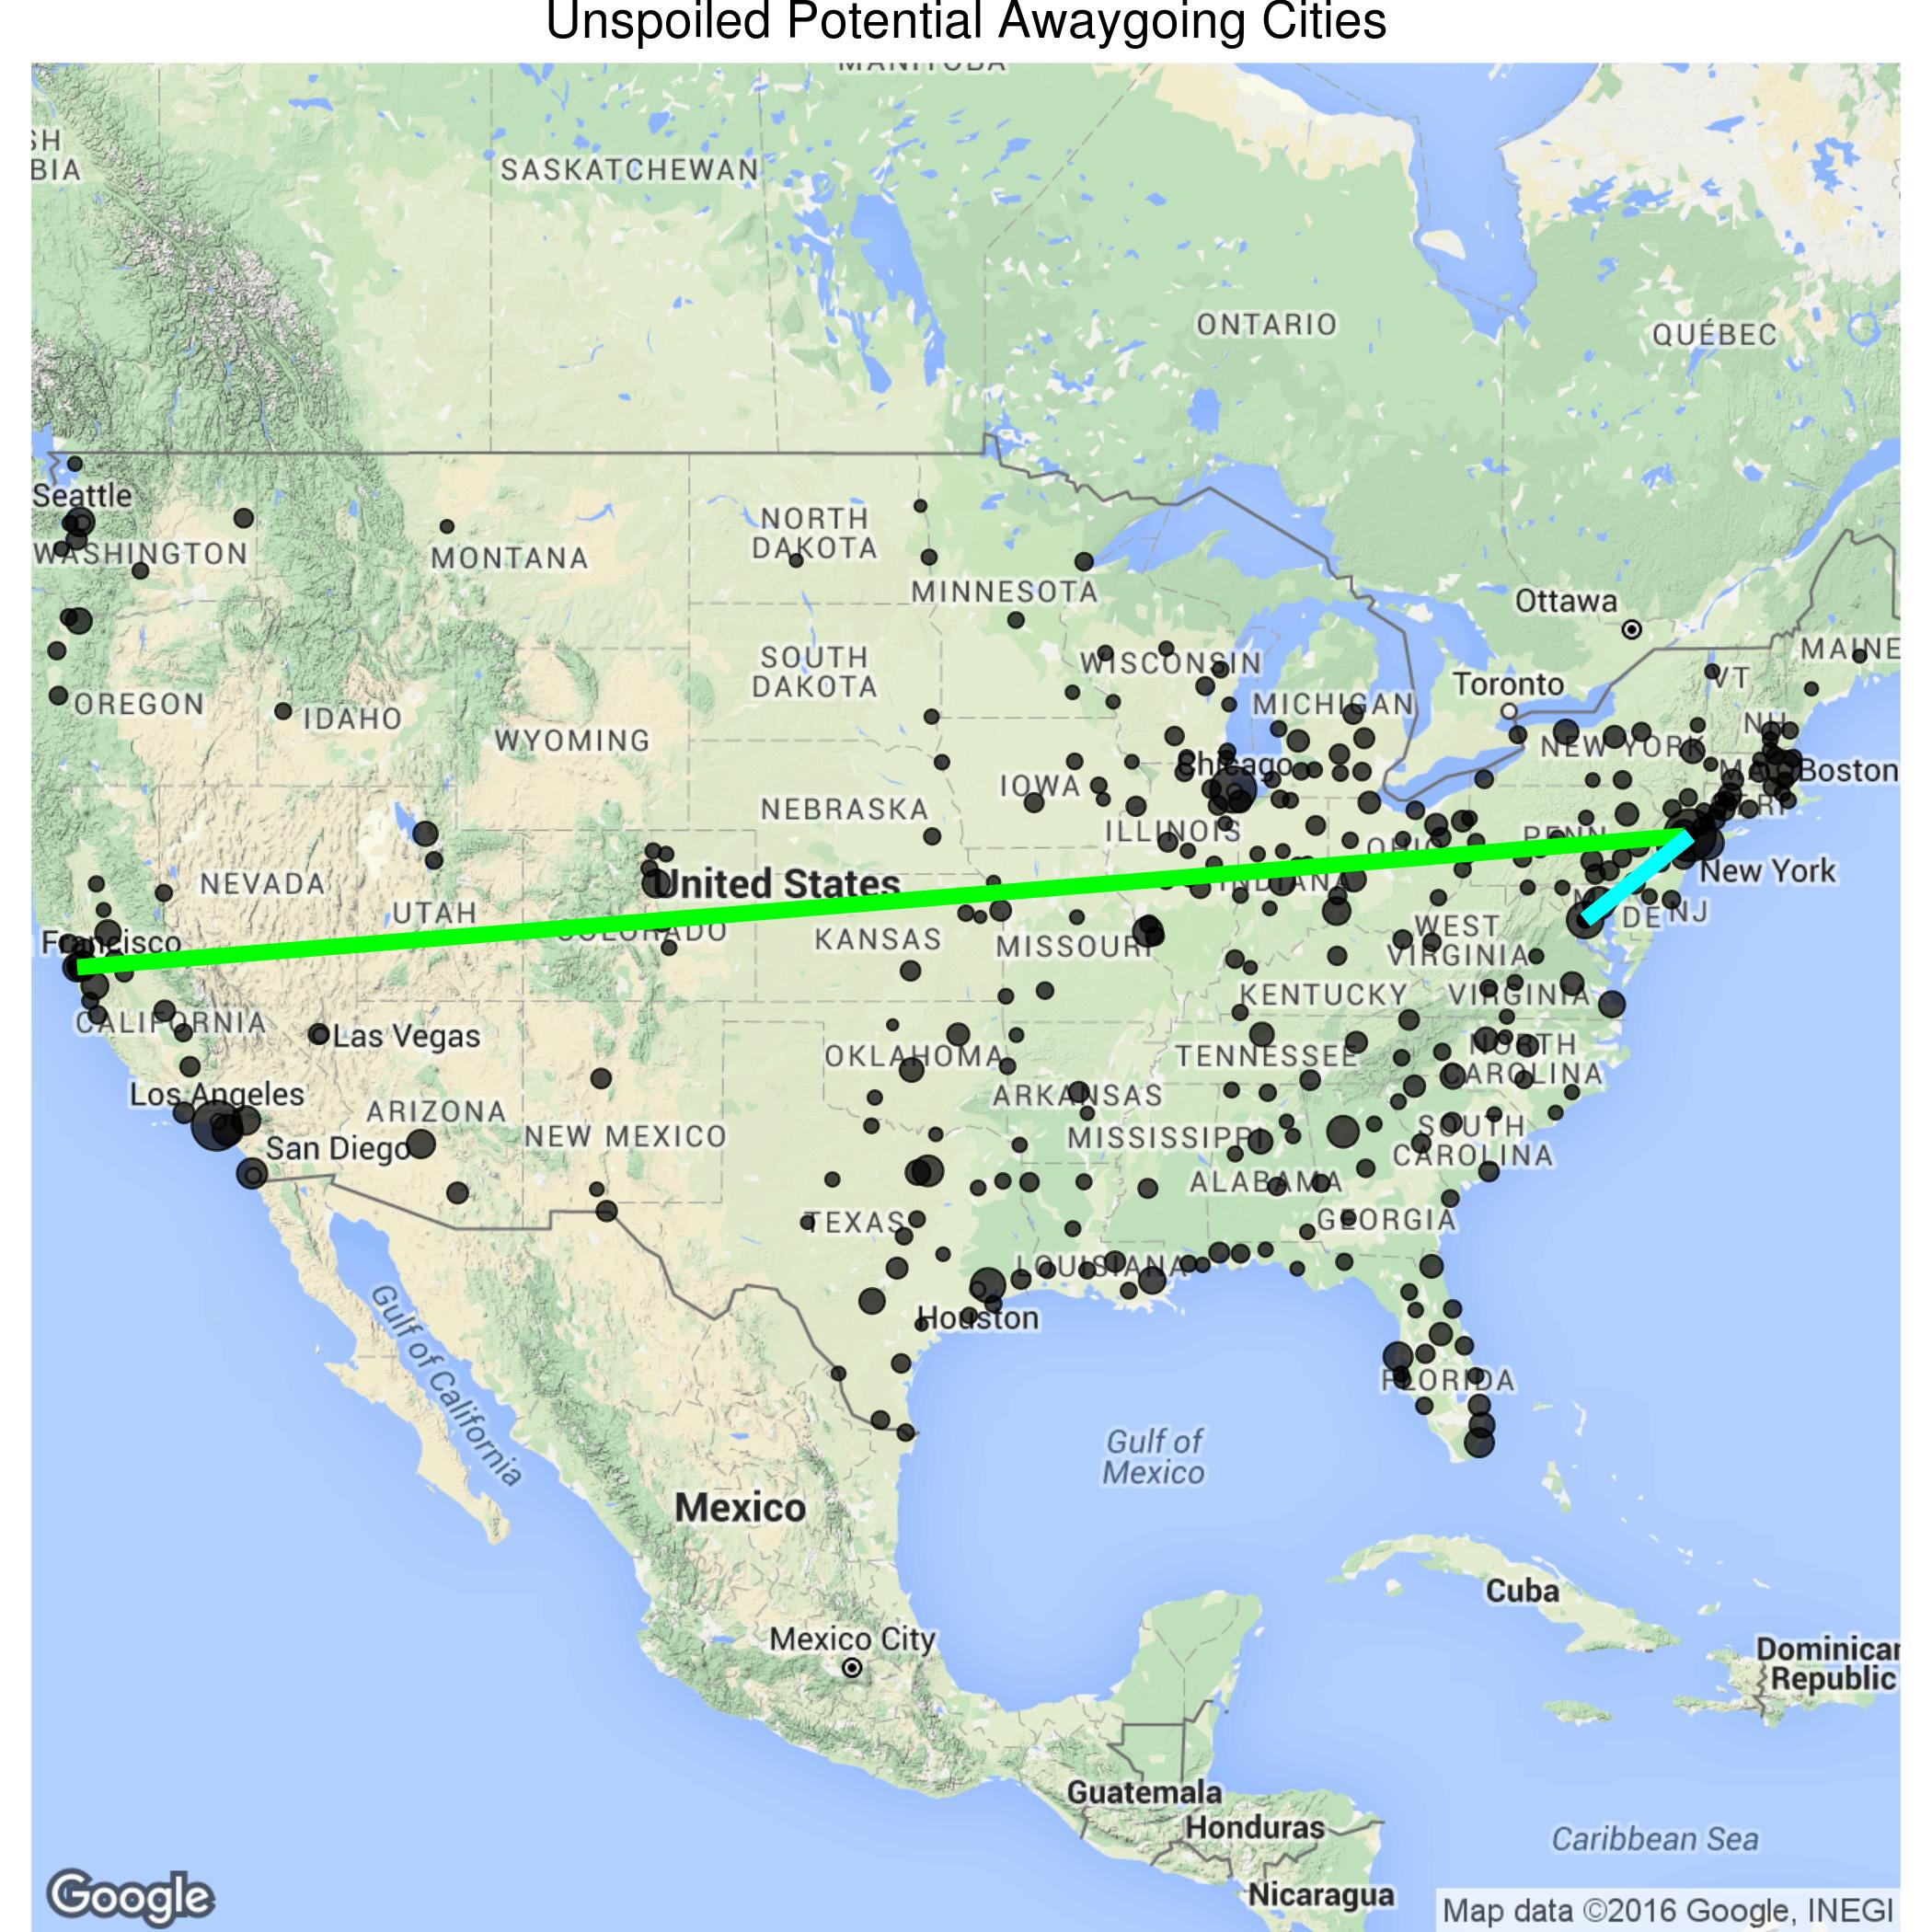 Unspoiled Potential Awaygoing Cities
MANITOBA
SH
BIA
SASKATCHEWAN
ONTARIO
QUÉBEC
Seattle
WASHINGTON
MONTANA
NORTH
DAKOTA
MINNESOTA
Ottawa
SOUTH
DAKOTA
WISCONSIN
MICHIGAN
Toronto
VT
MAINE
OREGON
IDAHO
WYOMING
NEW YORK
NH
IOWA
Chicago
MA
Boston
NEBRASKA
ILLINOIS
OHIO
PENN
RI
NEVADA
UTAH
United States
COLORADO
KANSAS
MISSOURI
INDIANA
WEST
VIRGINIA
New York
DE
NJ
Francisco
CALIFORNIA
Las Vegas
KENTUCKY
VIRGINIA
OKLAHOMA
TENNESSEE
NORTH
CAROLINA
Los Angeles
ARIZONA
NEW MEXICO
ARKANSAS
MISSISSIPPI
SOUTH
CAROLINA
San Diego
ALABAMA
TEXAS
GEORGIA
LOUISIANA
Houston
Gulf of California
FLORIDA
Gulf of
Mexico
Mexico
Cuba
Mexico City
Dominican
Republic
Guatemala
Honduras
Caribbean Sea
Nicaragua
Google
Map data ©2016 Google, INEGI